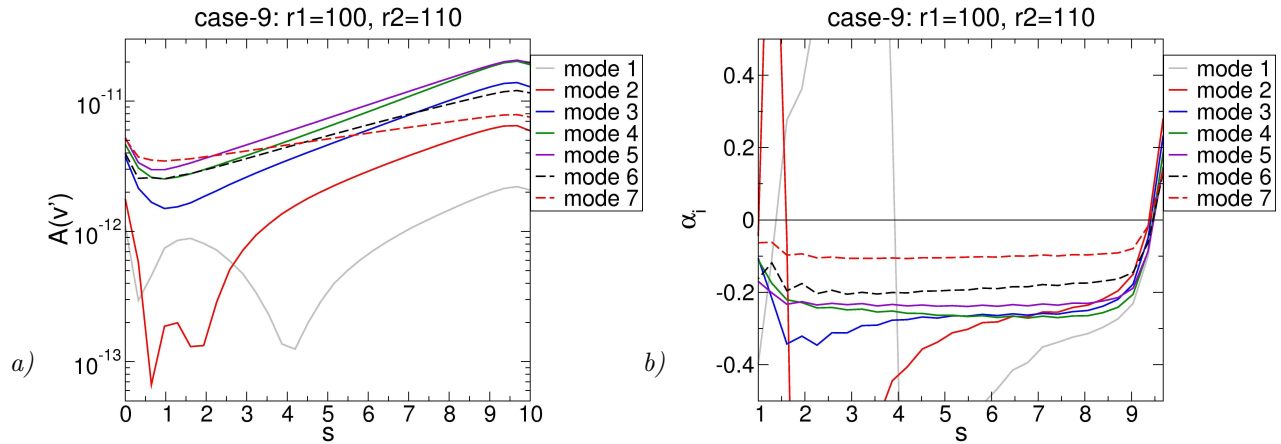 case-9: r1=100, r2=110
A(v')
10^-11
10^-12
10^-13
0 1 2 3 4 5 6 7 8 9 10
s
mode 1
mode 2
mode 3
mode 4
mode 5
mode 6
mode 7
a)
case-9: r1=100, r2=110
α_i
0.4
0.2
0
-0.2
-0.4
1 2 3 4 5 6 7 8 9
s
mode 1
mode 2
mode 3
mode 4
mode 5
mode 6
mode 7
b)